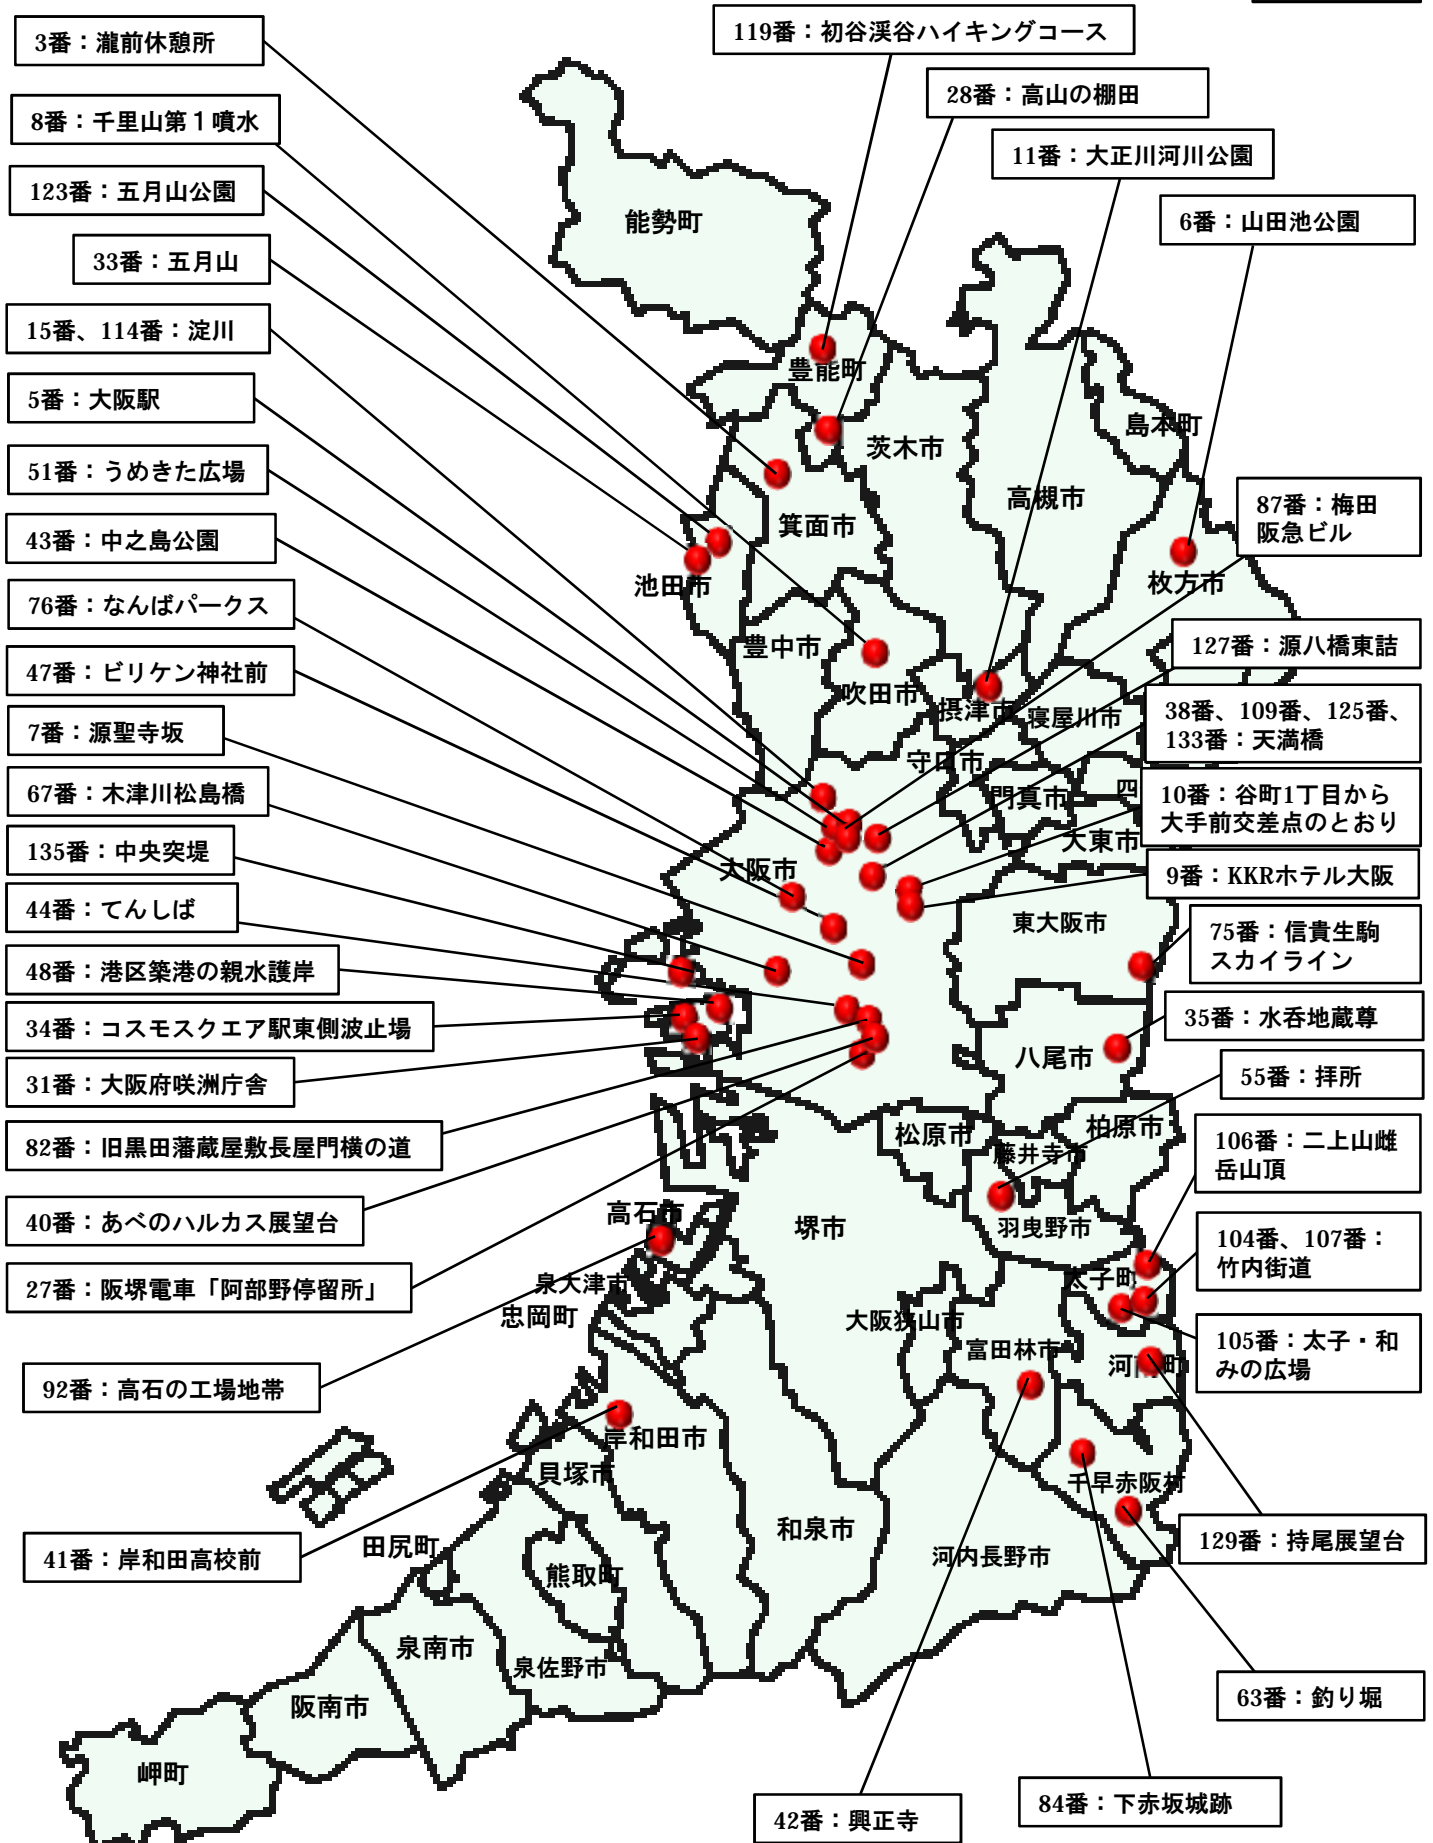 3番：瀧前休憩所
8番：千里山第１噴水
123番：五月山公園
33番：五月山
15番、114番：淀川
5番：大阪駅
51番：うめきた広場
43番：中之島公園
76番：なんばパークス
47番：ビリケン神社前
7番：源聖寺坂
67番：木津川松島橋
135番：中央突堤
44番：てんしば
48番：港区築港の親水護岸
34番：コスモスクエア駅東側波止場
31番：大阪府咲洲庁舎
82番：旧黒田藩蔵屋敷長屋門横の道
40番：あべのハルカス展望台
27番：阪堺電車「阿部野停留所」
92番：高石の工場地帯
41番：岸和田高校前
119番：初谷渓谷ハイキングコース
28番：高山の棚田
11番：大正川河川公園
6番：山田池公園
87番：梅田
阪急ビル
127番：源八橋東詰
38番、109番、125番、
133番：天満橋
10番：谷町1丁目から
大手前交差点のとおり
9番：KKRホテル大阪
75番：信貴生駒
スカイライン
35番：水呑地蔵尊
55番：拝所
106番：二上山雌
岳山頂
104番、107番：
竹内街道
105番：太子・和
みの広場
129番：持尾展望台
63番：釣り堀
84番：下赤坂城跡
42番：興正寺
能勢町
豊能町
茨木市
島本町
高槻市
箕面市
池田市
枚方市
豊中市
吹田市
摂津市
寝屋川市
守口市
門真市
四
大東市
大阪市
東大阪市
八尾市
松原市
柏原市
藤井寺市
羽曳野市
堺市
高石市
泉大津市
忠岡町
太子町
大阪狭山市
富田林市
河南町
岸和田市
貝塚市
千早赤阪村
和泉市
河内長野市
田尻町
熊取町
泉南市
泉佐野市
阪南市
岬町